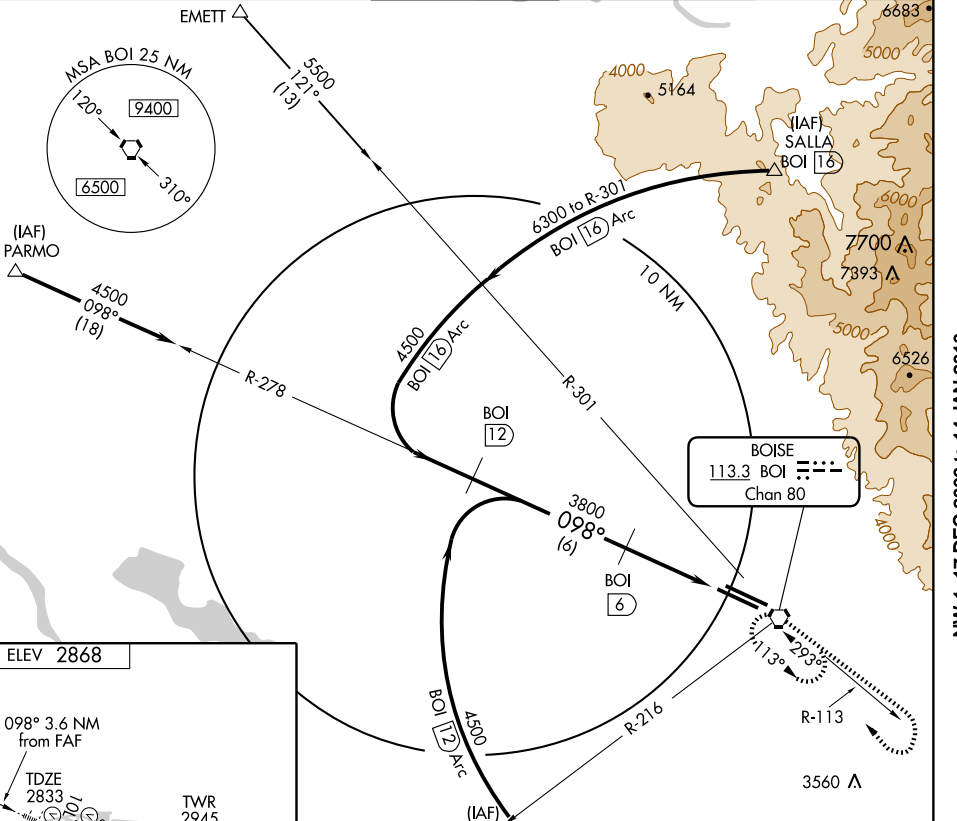 EMETT
6683
5000
MSA BOI 25 NM
120°
9400
6500
310°
5500
121°
(13)
4000
5164
(IAF)
SALLA
BOI 16
6000
(IAF)
PARMO
6300 to R-301
BOI 16 Arc
7700
7393
10 NM
4500
098°
(18)
4500
BOI 16 Arc
5000
6526
R-278
R-301
BOI
12
BOISE
113.3 BOI
Chan 80
3800
098°
(6)
4000
BOI
6
ELEV 2868
113°
293°
098° 3.6 NM
from FAF
BOI 12 Arc
4500
R-216
R-113
TDZE
2833
10L
TWR
2945
3560
(IAF)